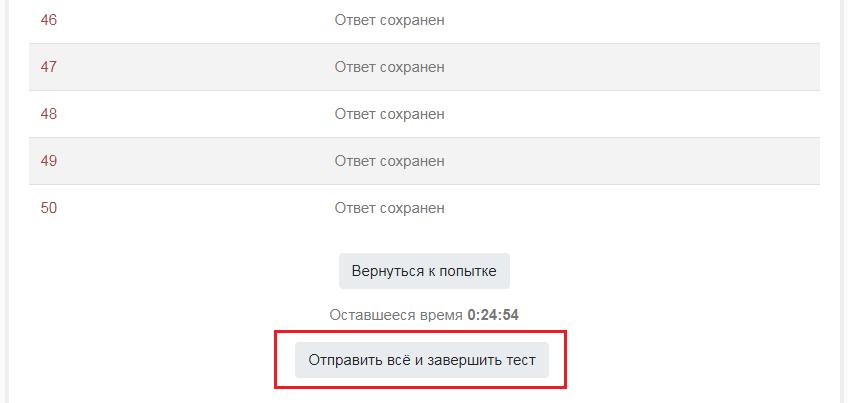 46 Ответ сохранен
47 Ответ сохранен
48 Ответ сохранен
49 Ответ сохранен
50 Ответ сохранен
Вернуться к попытке
Оставшееся время 0:24:54
Отправить всё и завершить тест